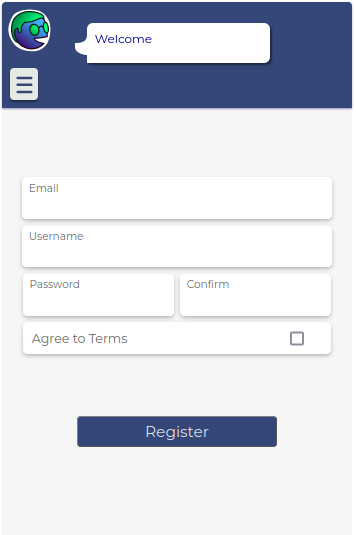 Welcome
Email
Username
Password
Confirm
Agree to Terms
Register